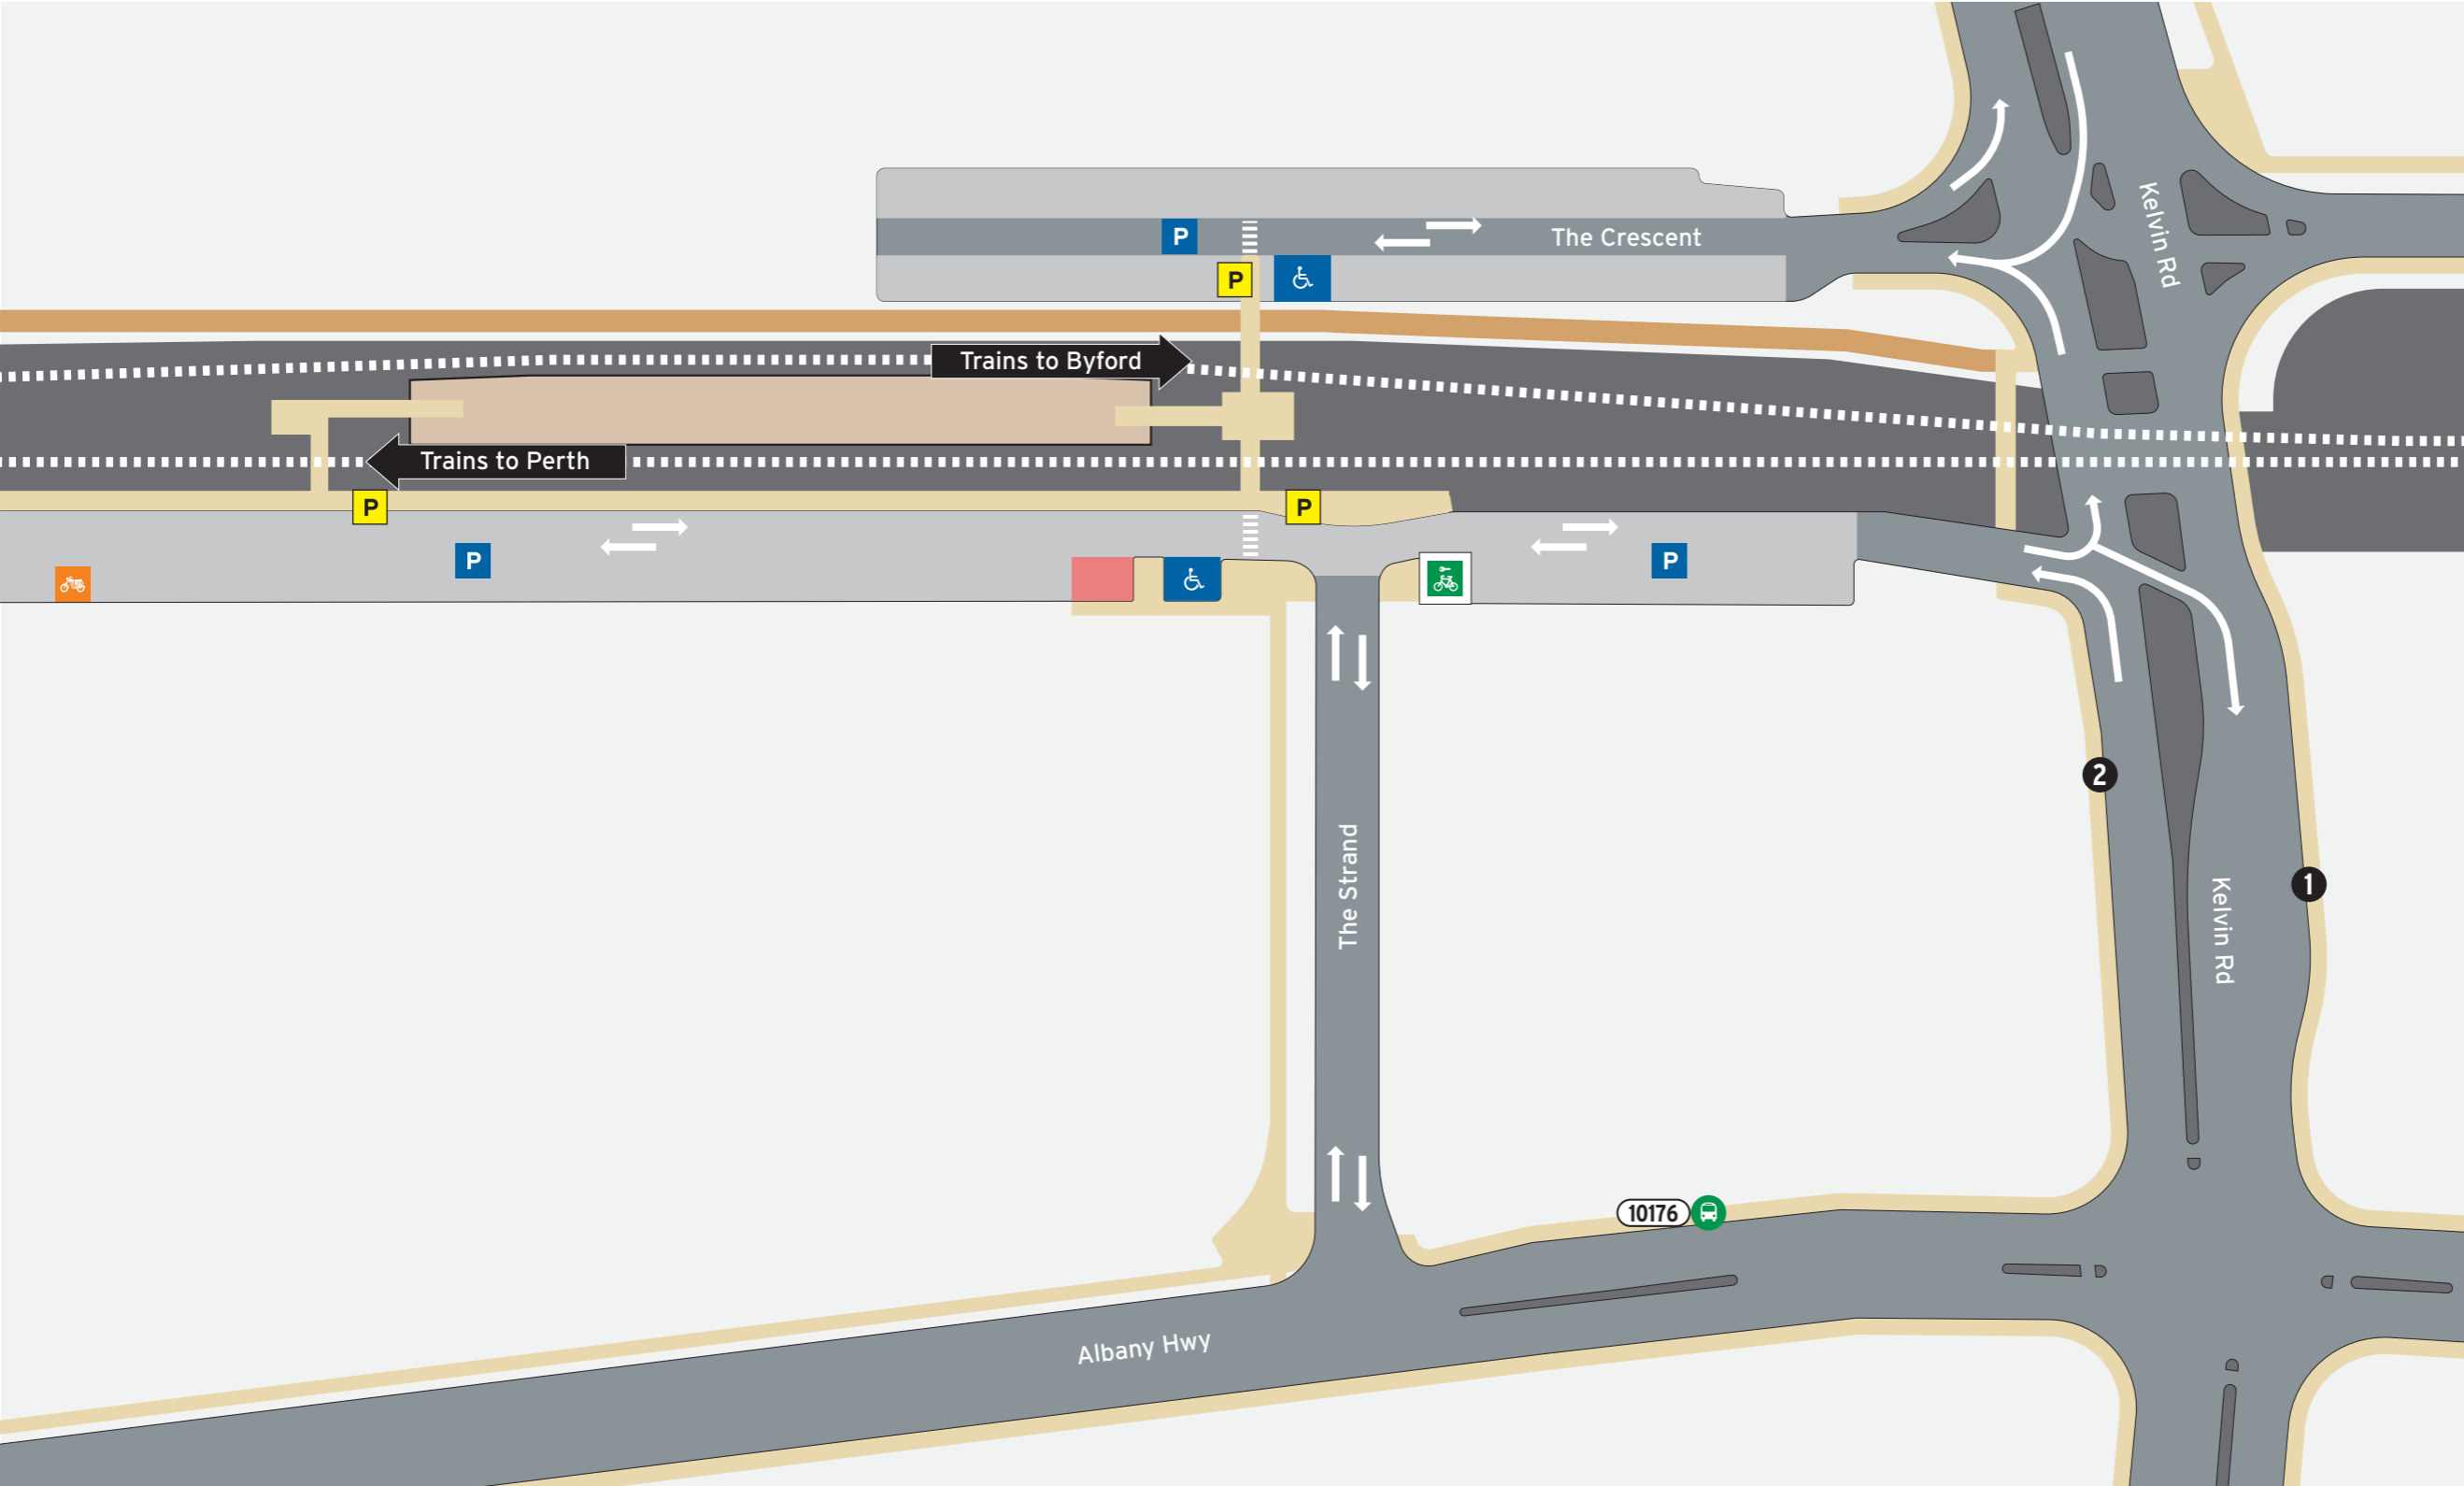 Kelvin Rd
P
The Crescent
P
Trains to Byford
Trains to Perth
P
P
P
P
2
The Strand
1
Kelvin Rd
10176
Albany Hwy